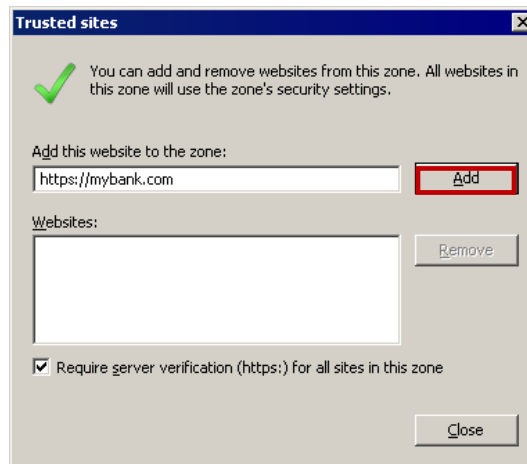 Trusted sites
You can add and remove websites from this zone. All websites in
this zone will use the zone's security settings.
Add this website to the zone:
https://mybank.com
Add
Websites:
Remove
Require server verification (https:) for all sites in this zone
Close